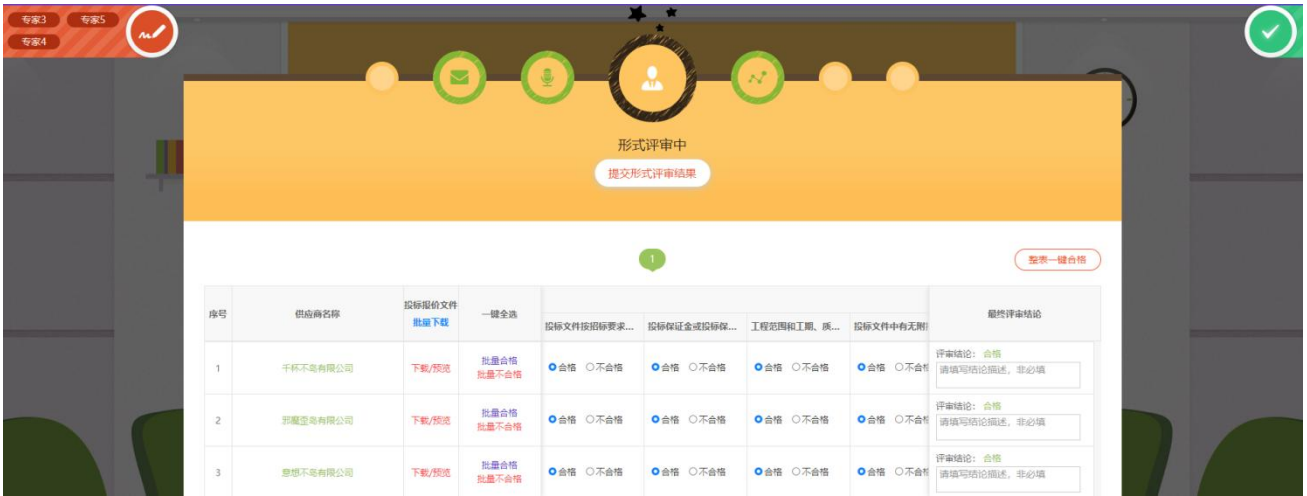 专家3 专家5
专家4
形式评审中
提交形式评审结果
1
整表一键合格
序号 供应商名称 投标报价文件 批量下载 一键全选 投标文件按招标要求... 投标保证金或投标保... 工程范围和工期、质... 投标文件中有无附 最终评审结论
评审结论: 合格
1 千杯不岛有限公司 下载/预览 批量合格 批量不合格 合格 不合格 合格 不合格 合格 不合格 合格 不合格 请填写结论描述，非必填
评审结论: 合格
2 邪魔歪岛有限公司 下载/预览 批量合格 批量不合格 合格 不合格 合格 不合格 合格 不合格 合格 不合格 请填写结论描述，非必填
评审结论: 合格
3 意想不岛有限公司 下载/预览 批量合格 批量不合格 合格 不合格 合格 不合格 合格 不合格 合格 不合格 请填写结论描述，非必填